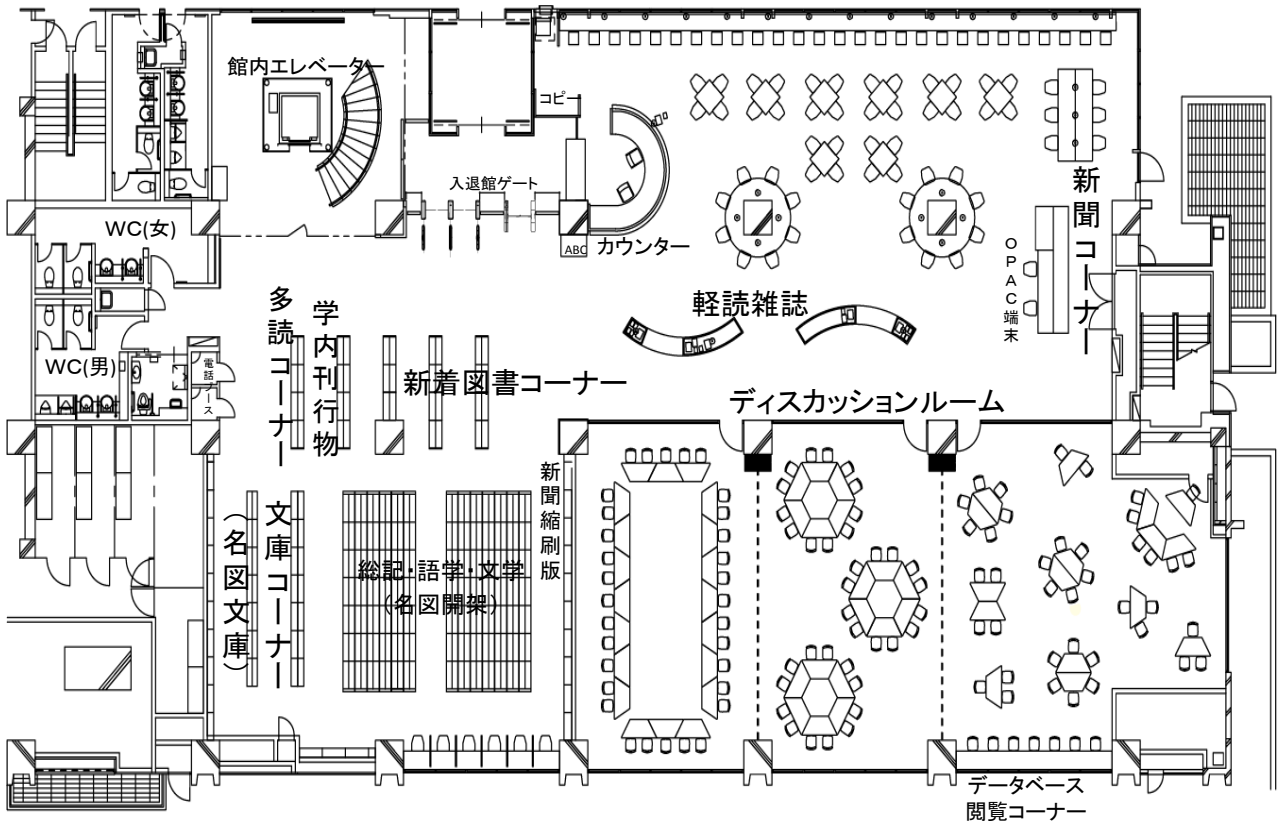 館内エレベーター
コピー
入退館ゲート
ABC
カウンター
WC(女)
新聞コーナー
OPAC端末
軽読雑誌
多読コーナー
学内刊行物
新着図書コーナー
WC(男)
電話ブース
ディスカッションルーム
新聞縮刷版
文庫コーナー
(名図文庫)
総記・語学・文学
(名図開架)
データベース
閲覧コーナー